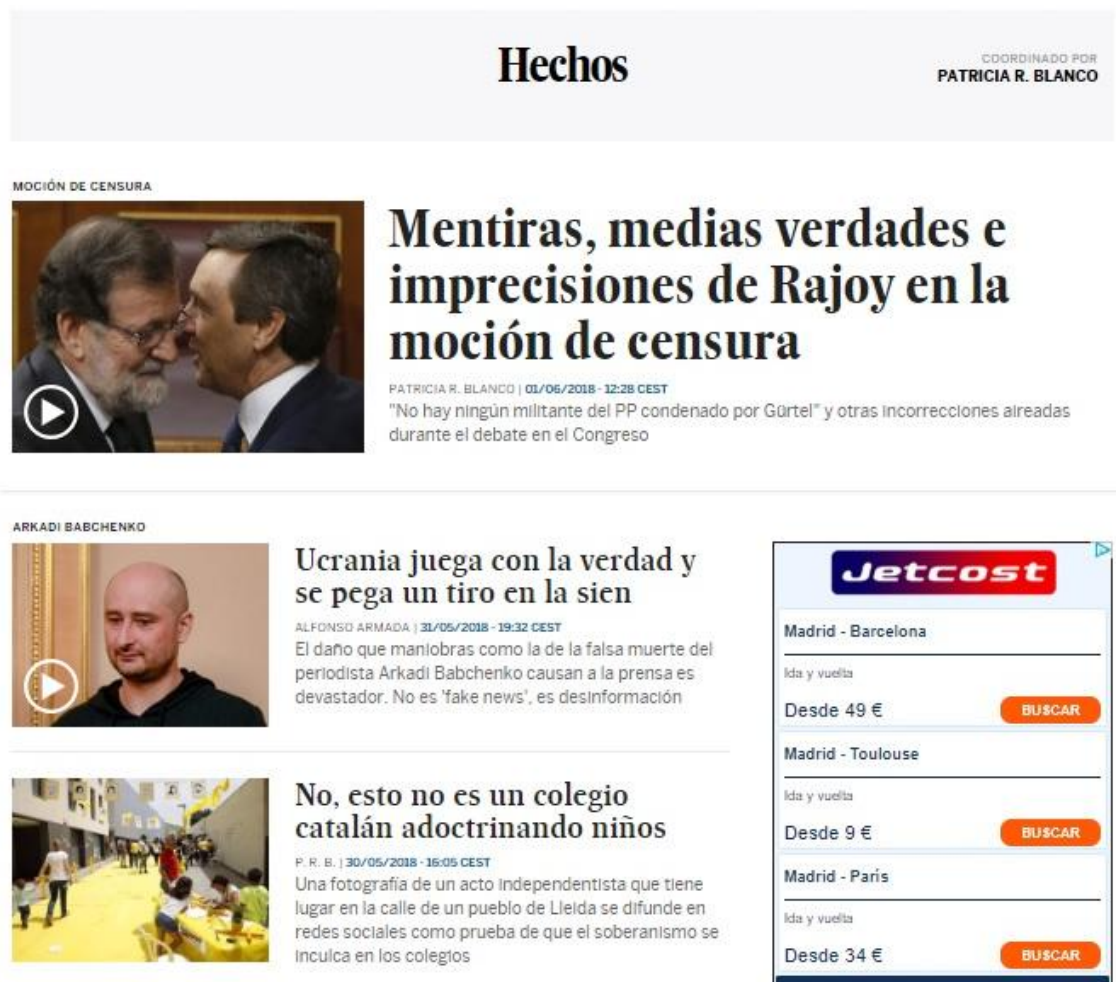 Hechos
COORDINADO POR
PATRICIA R. BLANCO
MOCIÓN DE CENSURA
Mentiras, medias verdades e
imprecisiones de Rajoy en la
moción de censura
PATRICIA R. BLANCO | 01/06/2018 - 12:28 CEST
"No hay ningún militante del PP condenado por Gürtel" y otras incorrecciones aireadas
durante el debate en el Congreso
ARKADI BABCHENKO
Ucrania juega con la verdad y
se pega un tiro en la sien
ALFONSO ARMADA | 31/05/2018 - 19:32 CEST
El daño que maniobras como la de la falsa muerte del
periodista Arkadi Babchenko causan a la prensa es
devastador. No es 'fake news', es desinformación
No, esto no es un colegio
catalán adoctrinando niños
P. R. B. | 30/05/2018 - 16:05 CEST
Una fotografía de un acto independentista que tiene
lugar en la calle de un pueblo de Lleida se difunde en
redes sociales como prueba de que el soberanismo se
inculca en los colegios
Jetcost
Madrid - Barcelona
Ida y vuelta
Desde 49 €
BUSCAR
Madrid - Toulouse
Ida y vuelta
Desde 9 €
BUSCAR
Madrid - París
Ida y vuelta
Desde 34 €
BUSCAR